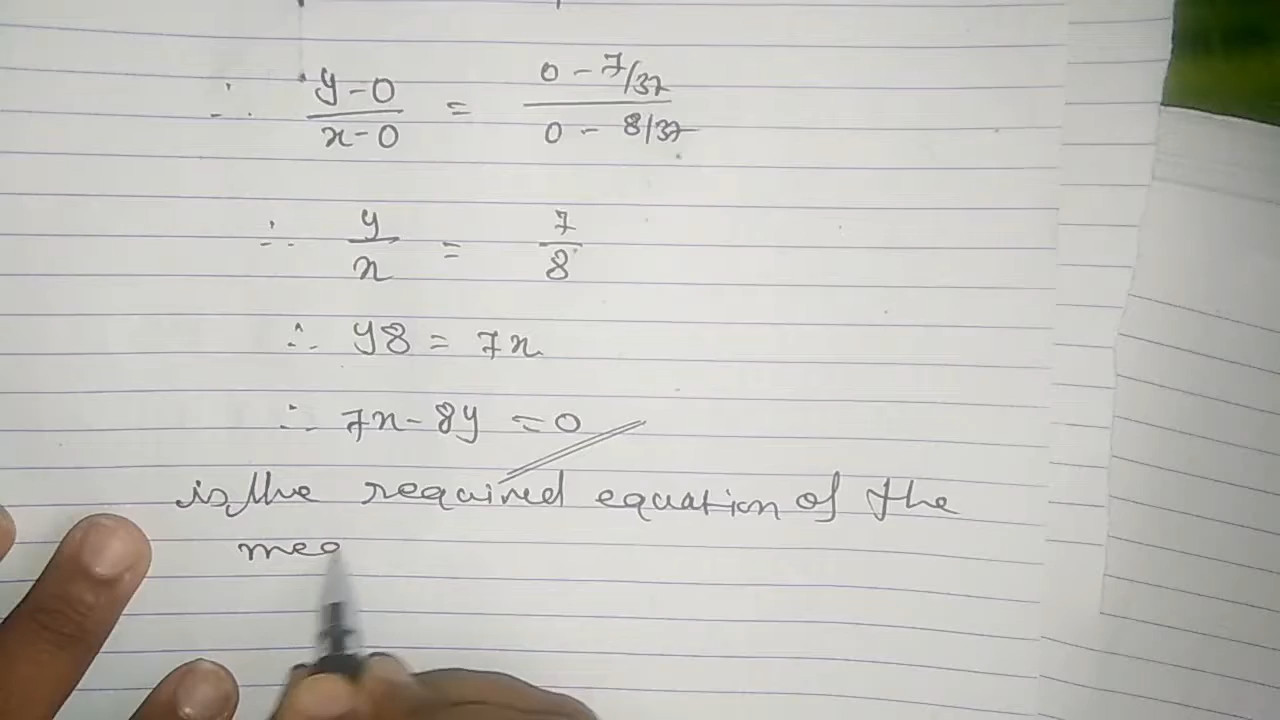 ∴ y-0/x-0 = 0 - 7/37/0 - 8/37
∴ y/x = 7/8
∴ y8 = 7x
∴ 7x - 8y = 0
is the required equation of the
mea